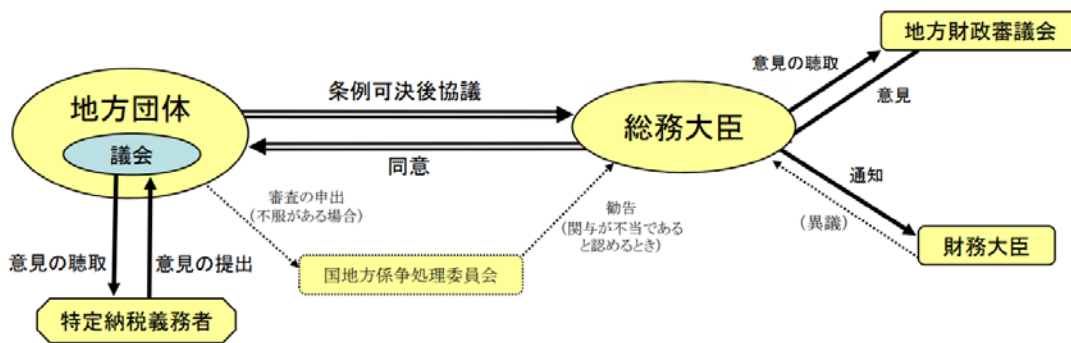 地方財政審議会
意見の聴取
意見
条例可決後協議
地方団体
総務大臣
議会
同意
通知
審査の申出
(不服がある場合)
勧告
(関与が不当である
と認めるとき)
(異議)
財務大臣
意見の聴取
意見の提出
国地方係争処理委員会
特定納税義務者